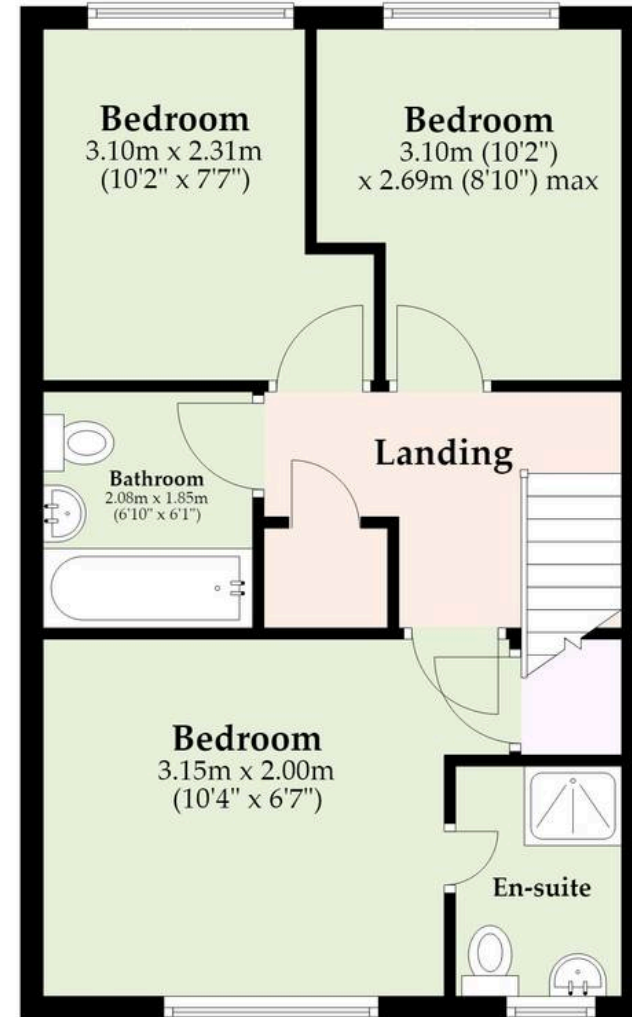 Bedroom
3.10m x 2.31m
(10'2" x 7'7")
Bedroom
3.10m (10'2")
x 2.69m (8'10") max
Landing
Bathroom
2.08m x 1.85m
(6'10" x 6'1")
Bedroom
3.15m x 2.00m
(10'4" x 6'7")
En-suite